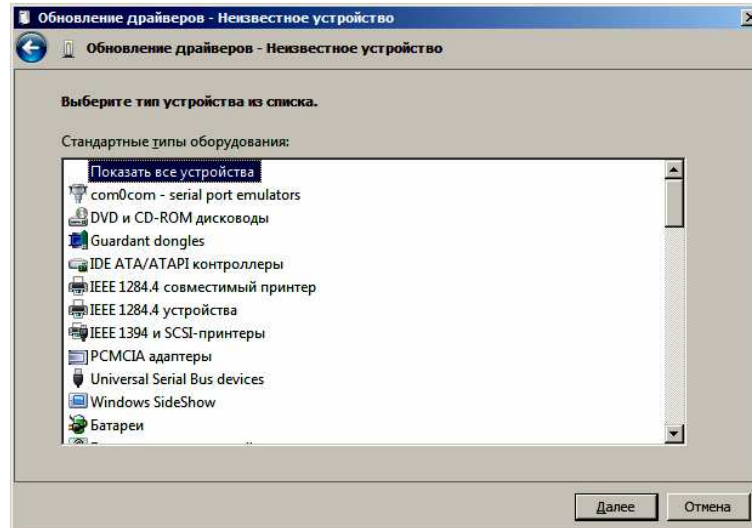 Обновление драйверов - Неизвестное устройство
Обновление драйверов - Неизвестное устройство
Выберите тип устройства из списка.
Стандартные типы оборудования:
Показать все устройства
com0com - serial port emulators
DVD и CD-ROM дисководы
Guardant dongles
IDE ATA/ATAPI контроллеры
IEEE 1284.4 совместимый принтер
IEEE 1284.4 устройства
IEEE 1394 и SCSI-принтеры
PCMCIA адаптеры
Universal Serial Bus devices
Windows SideShow
Батареи
Далее Отмена